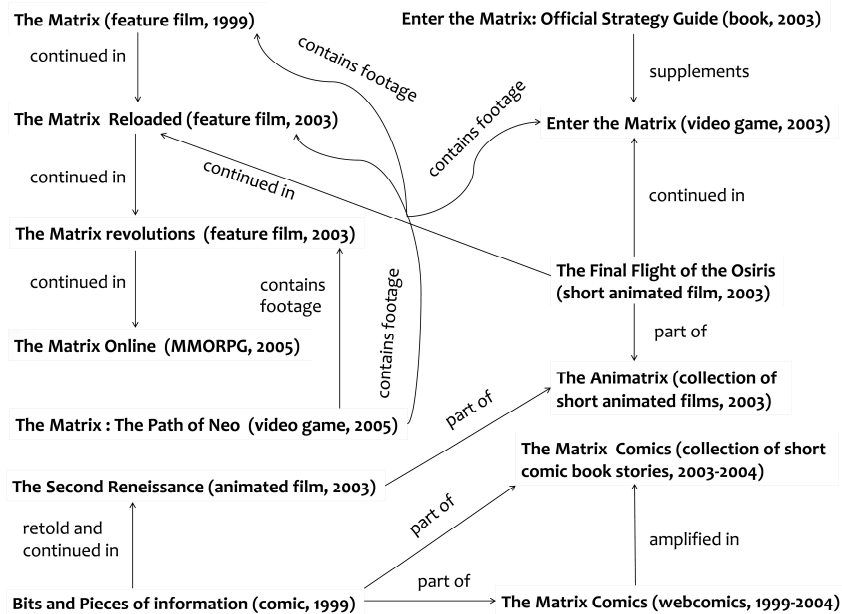 The Matrix (feature film, 1999)
Enter the Matrix: Official Strategy Guide (book, 2003)
continued in
contains footage
supplements
The Matrix Reloaded (feature film, 2003)
contains footage
Enter the Matrix (video game, 2003)
continued in
continued in
continued in
The Matrix revolutions (feature film, 2003)
continued in
contains
footage
contains footage
The Final Flight of the Osiris
(short animated film, 2003)
part of
The Matrix Online (MMORPG, 2005)
The Animatrix (collection of
short animated films, 2003)
part of
The Matrix : The Path of Neo (video game, 2005)
The Matrix Comics (collection of short
comic book stories, 2003-2004)
The Second Reneissance (animated film, 2003)
part of
retold and
continued in
amplified in
part of
Bits and Pieces of information (comic, 1999)
The Matrix Comics (webcomics, 1999-2004)